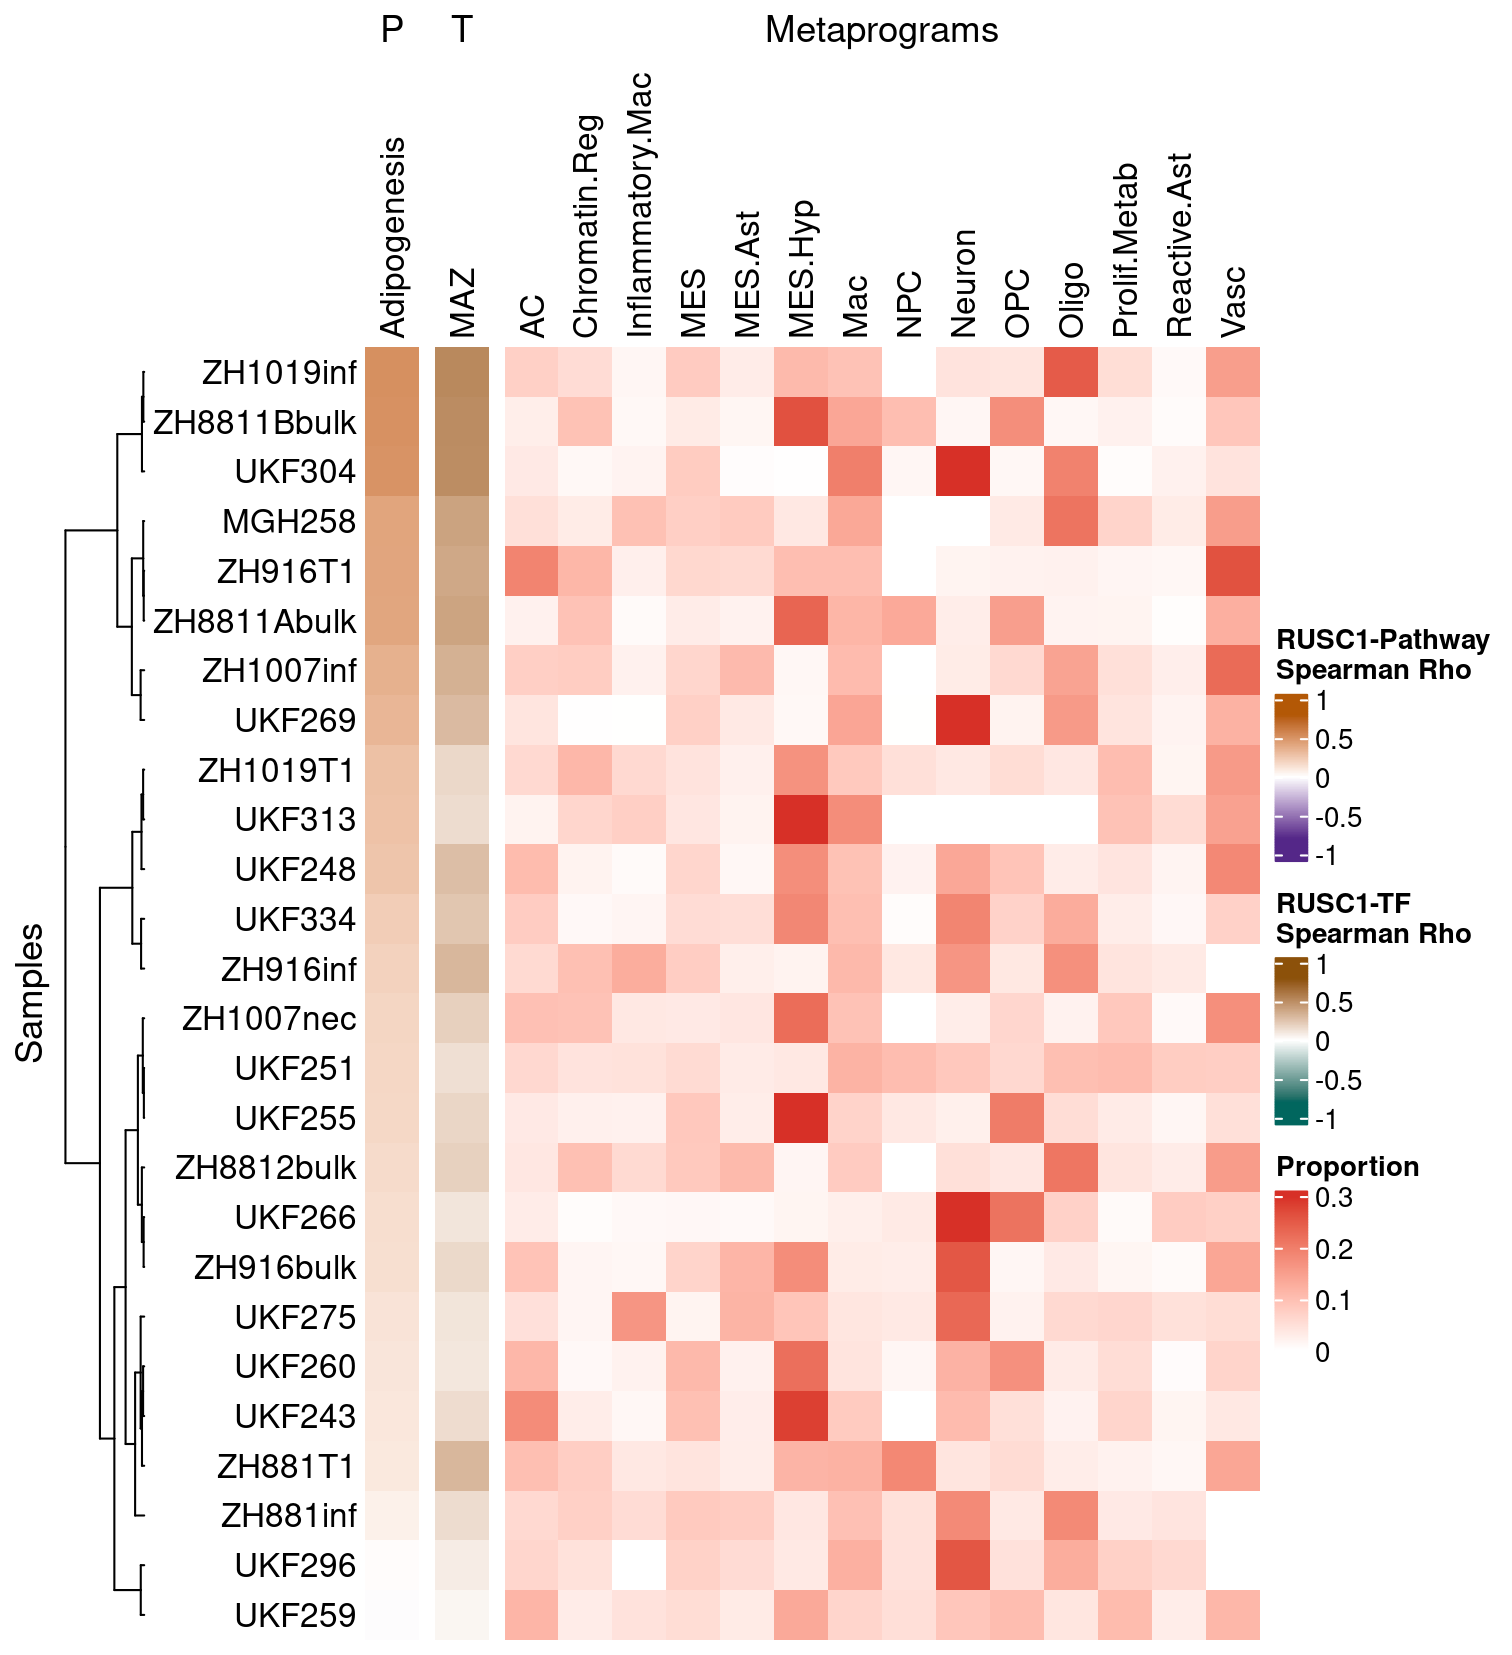 P T Metaprograms
Adipogenesis
MAZ
AC
Chromatin.Reg
Inflammatory.Mac
MES
MES.Ast
MES.Hyp
Mac
NPC
Neuron
OPC
Oligo
Prolif.Metab
Reactive.Ast
Vasc
Samples
ZH1019inf
ZH8811Bbulk
UKF304
MGH258
ZH916T1
ZH8811Abulk
ZH1007inf
UKF269
ZH1019T1
UKF313
UKF248
UKF334
ZH916inf
ZH1007nec
UKF251
UKF255
ZH8812bulk
UKF266
ZH916bulk
UKF275
UKF260
UKF243
ZH881T1
ZH881inf
UKF296
UKF259
RUSC1-Pathway
Spearman Rho
1
0.5
0
-0.5
-1
RUSC1-TF
Spearman Rho
1
0.5
0
-0.5
-1
Proportion
0.3
0.2
0.1
0